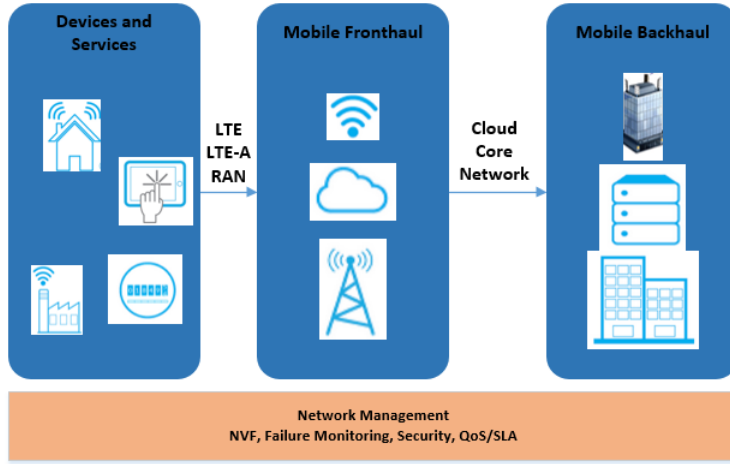 Devices and
Services
Mobile Fronthaul
Mobile Backhaul
LTE
LTE-A
RAN
Cloud
Core
Network
Network Management
NVF, Failure Monitoring, Security, QoS/SLA